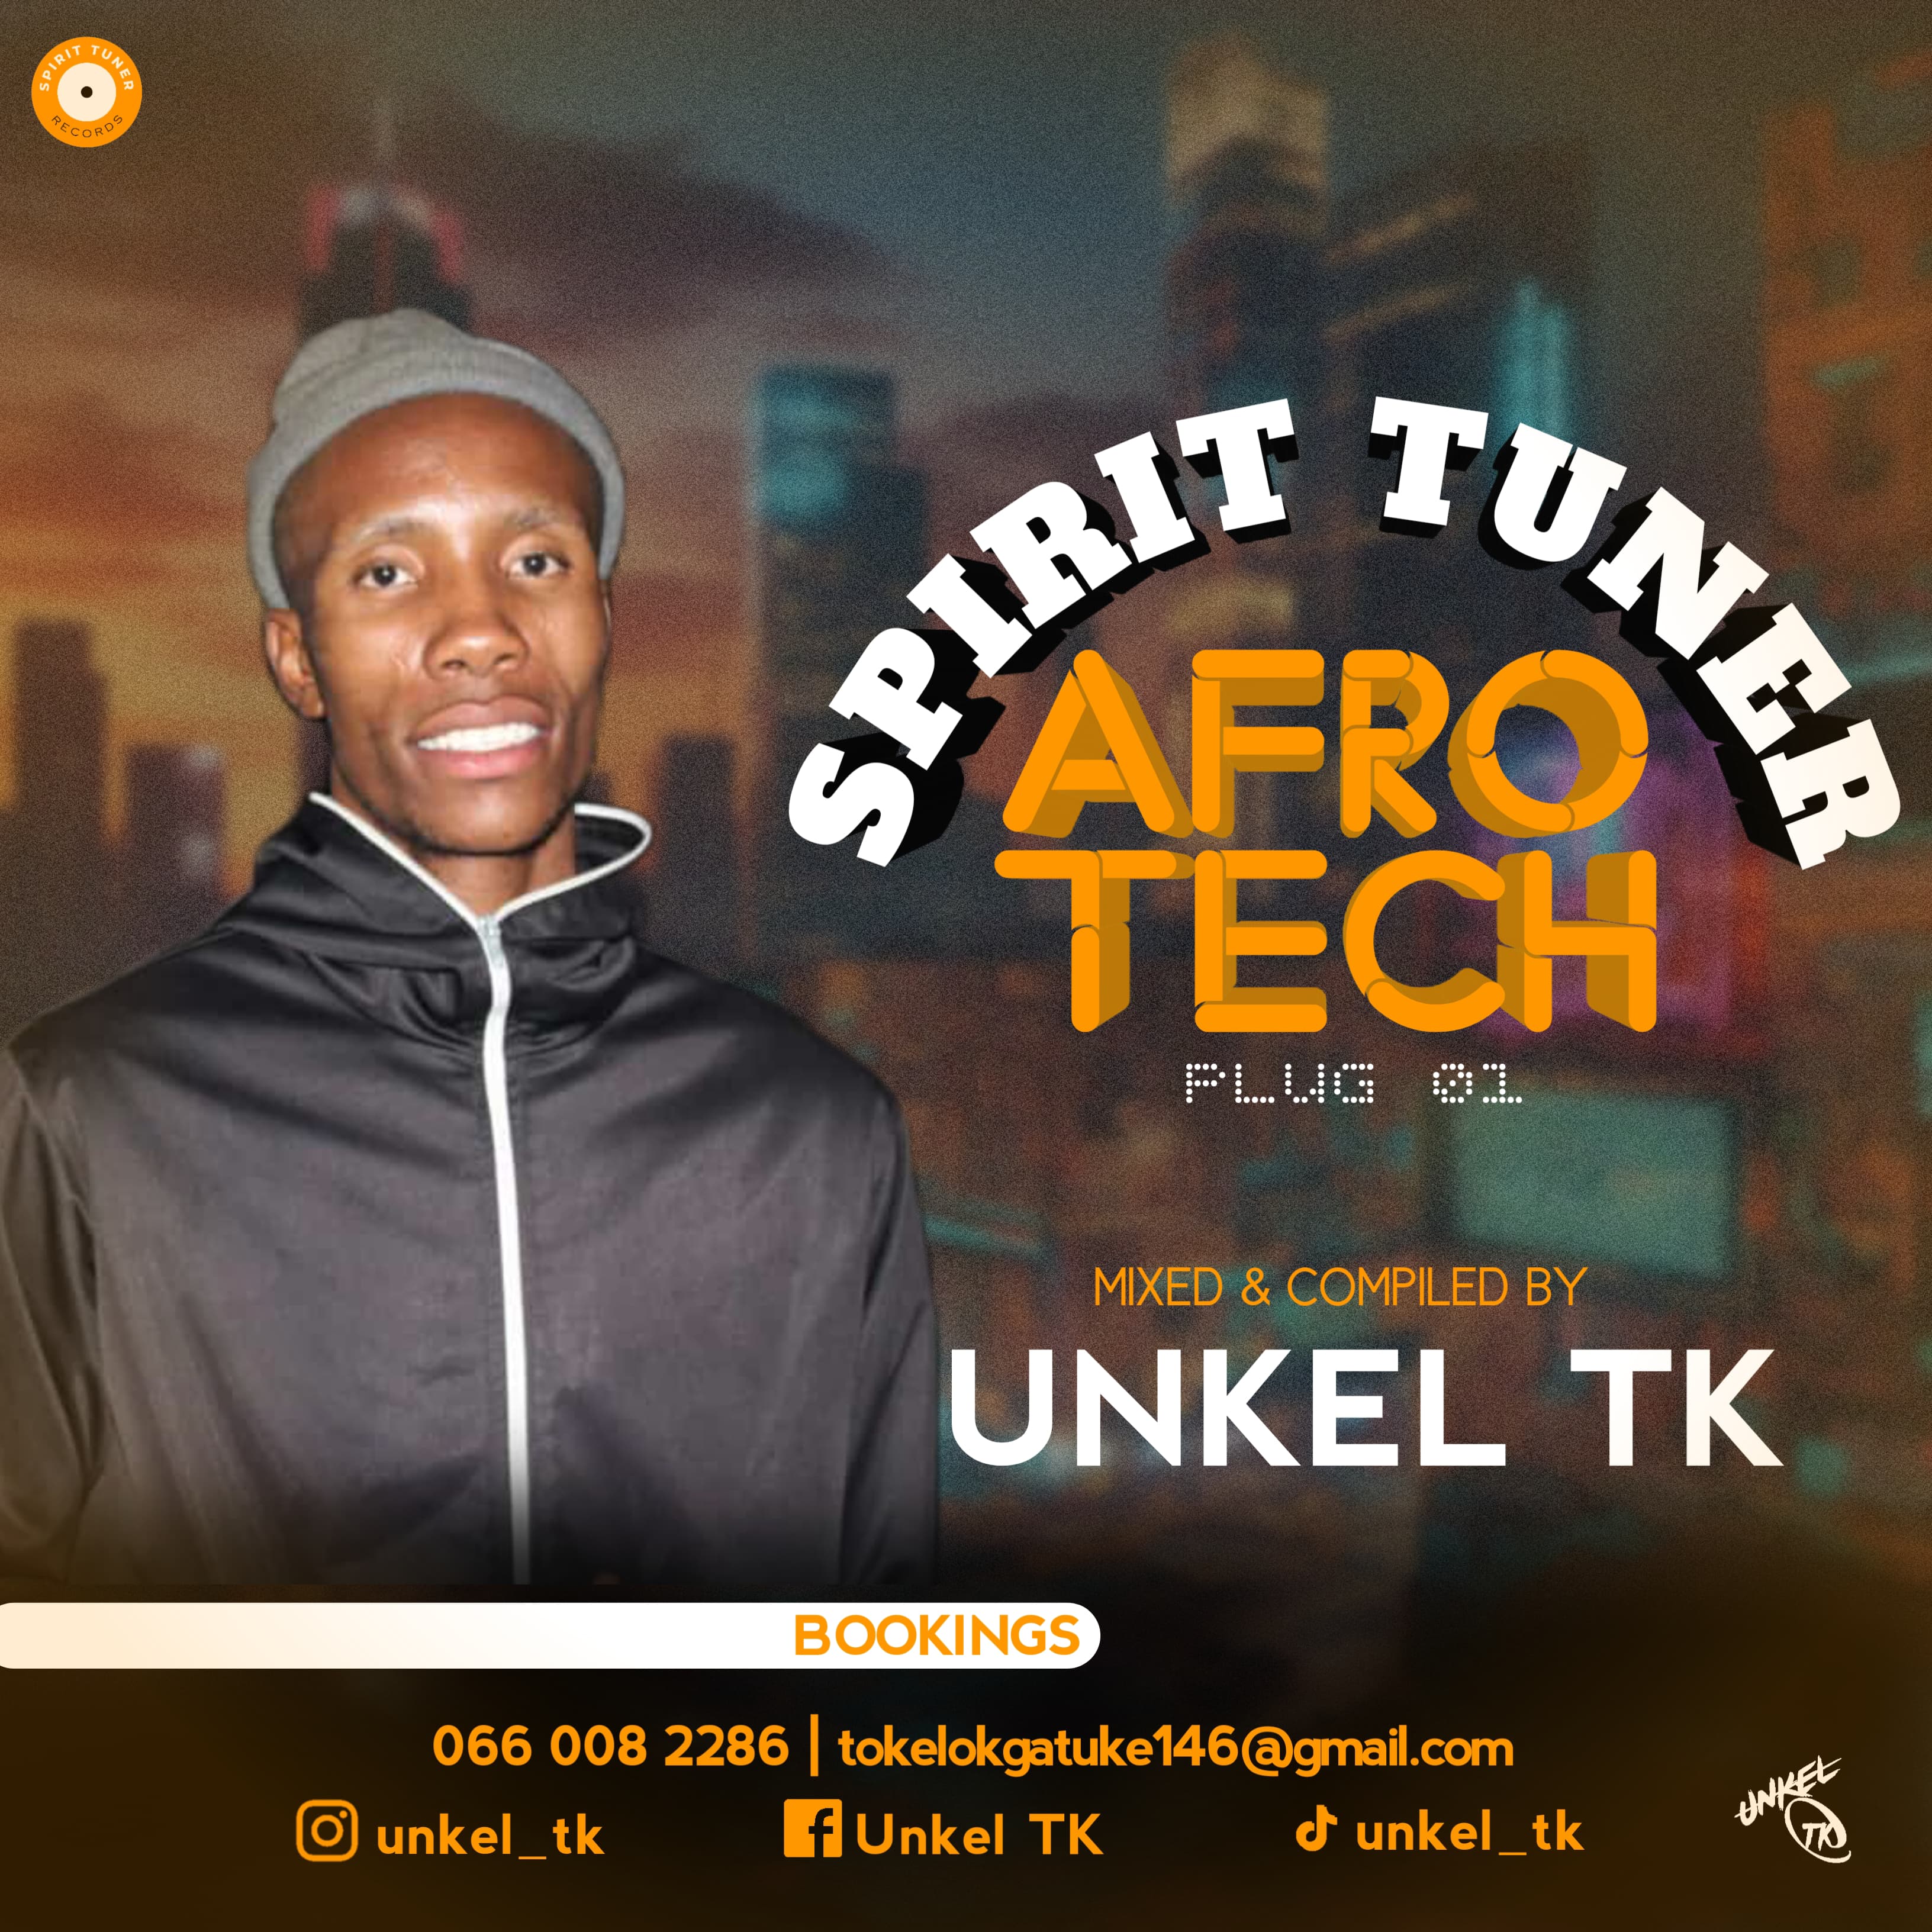 SPIRIT TUNER
RECORDS
SPIRIT TUNER
AFRO
TECH
PLUG 01
MIXED & COMPILED BY
UNKEL TK
BOOKINGS
066 008 2286 | tokelokgatuke146@gmail.com
unkel_tk
Unkel TK
unkel_tk
UNKEL
TK